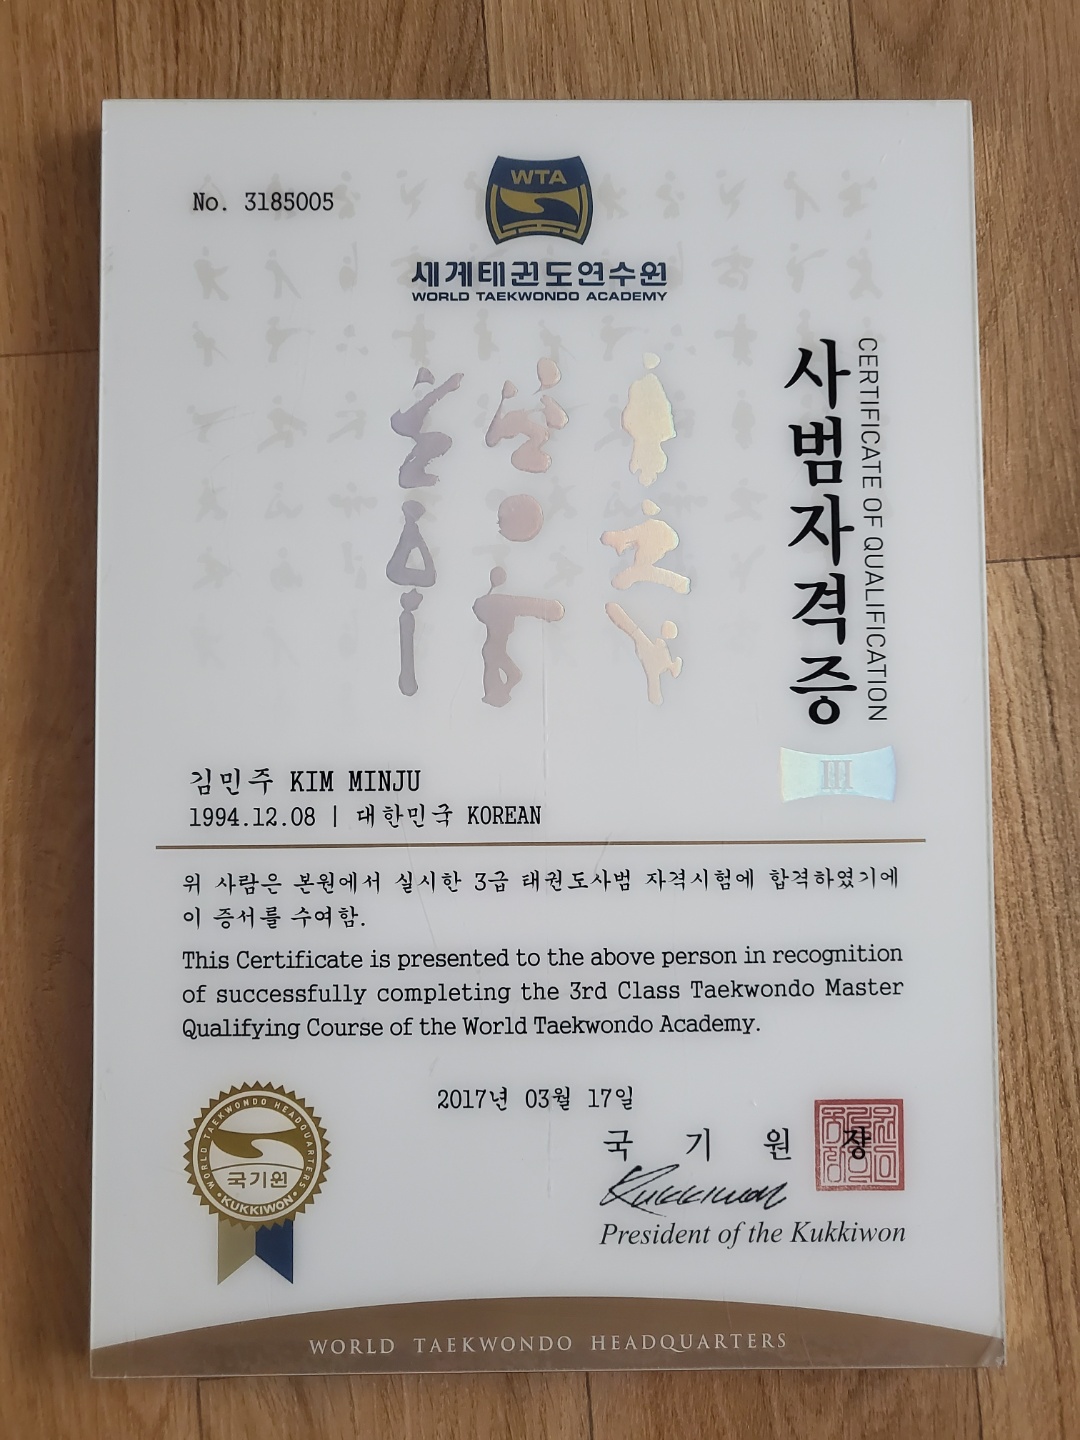 No. 3185005
WTA
세계태권도연수원
WORLD TAEKWONDO ACADEMY
사범자격증
CERTIFICATE OF QUALIFICATION
III
김민주 KIM MINJU
1994.12.08 | 대한민국 KOREAN
위 사람은 본원에서 실시한 3급 태권도사범 자격시험에 합격하였기에
이 증서를 수여함.
This Certificate is presented to the above person in recognition
of successfully completing the 3rd Class Taekwondo Master
Qualifying Course of the World Taekwondo Academy.
2017년 03월 17일
국 기 원 장
Kukkiwon
President of the Kukkiwon
WORLD TAEKWONDO HEADQUARTERS
국기원
KUKKIWON
WORLD TAEKWONDO HEADQUARTERS